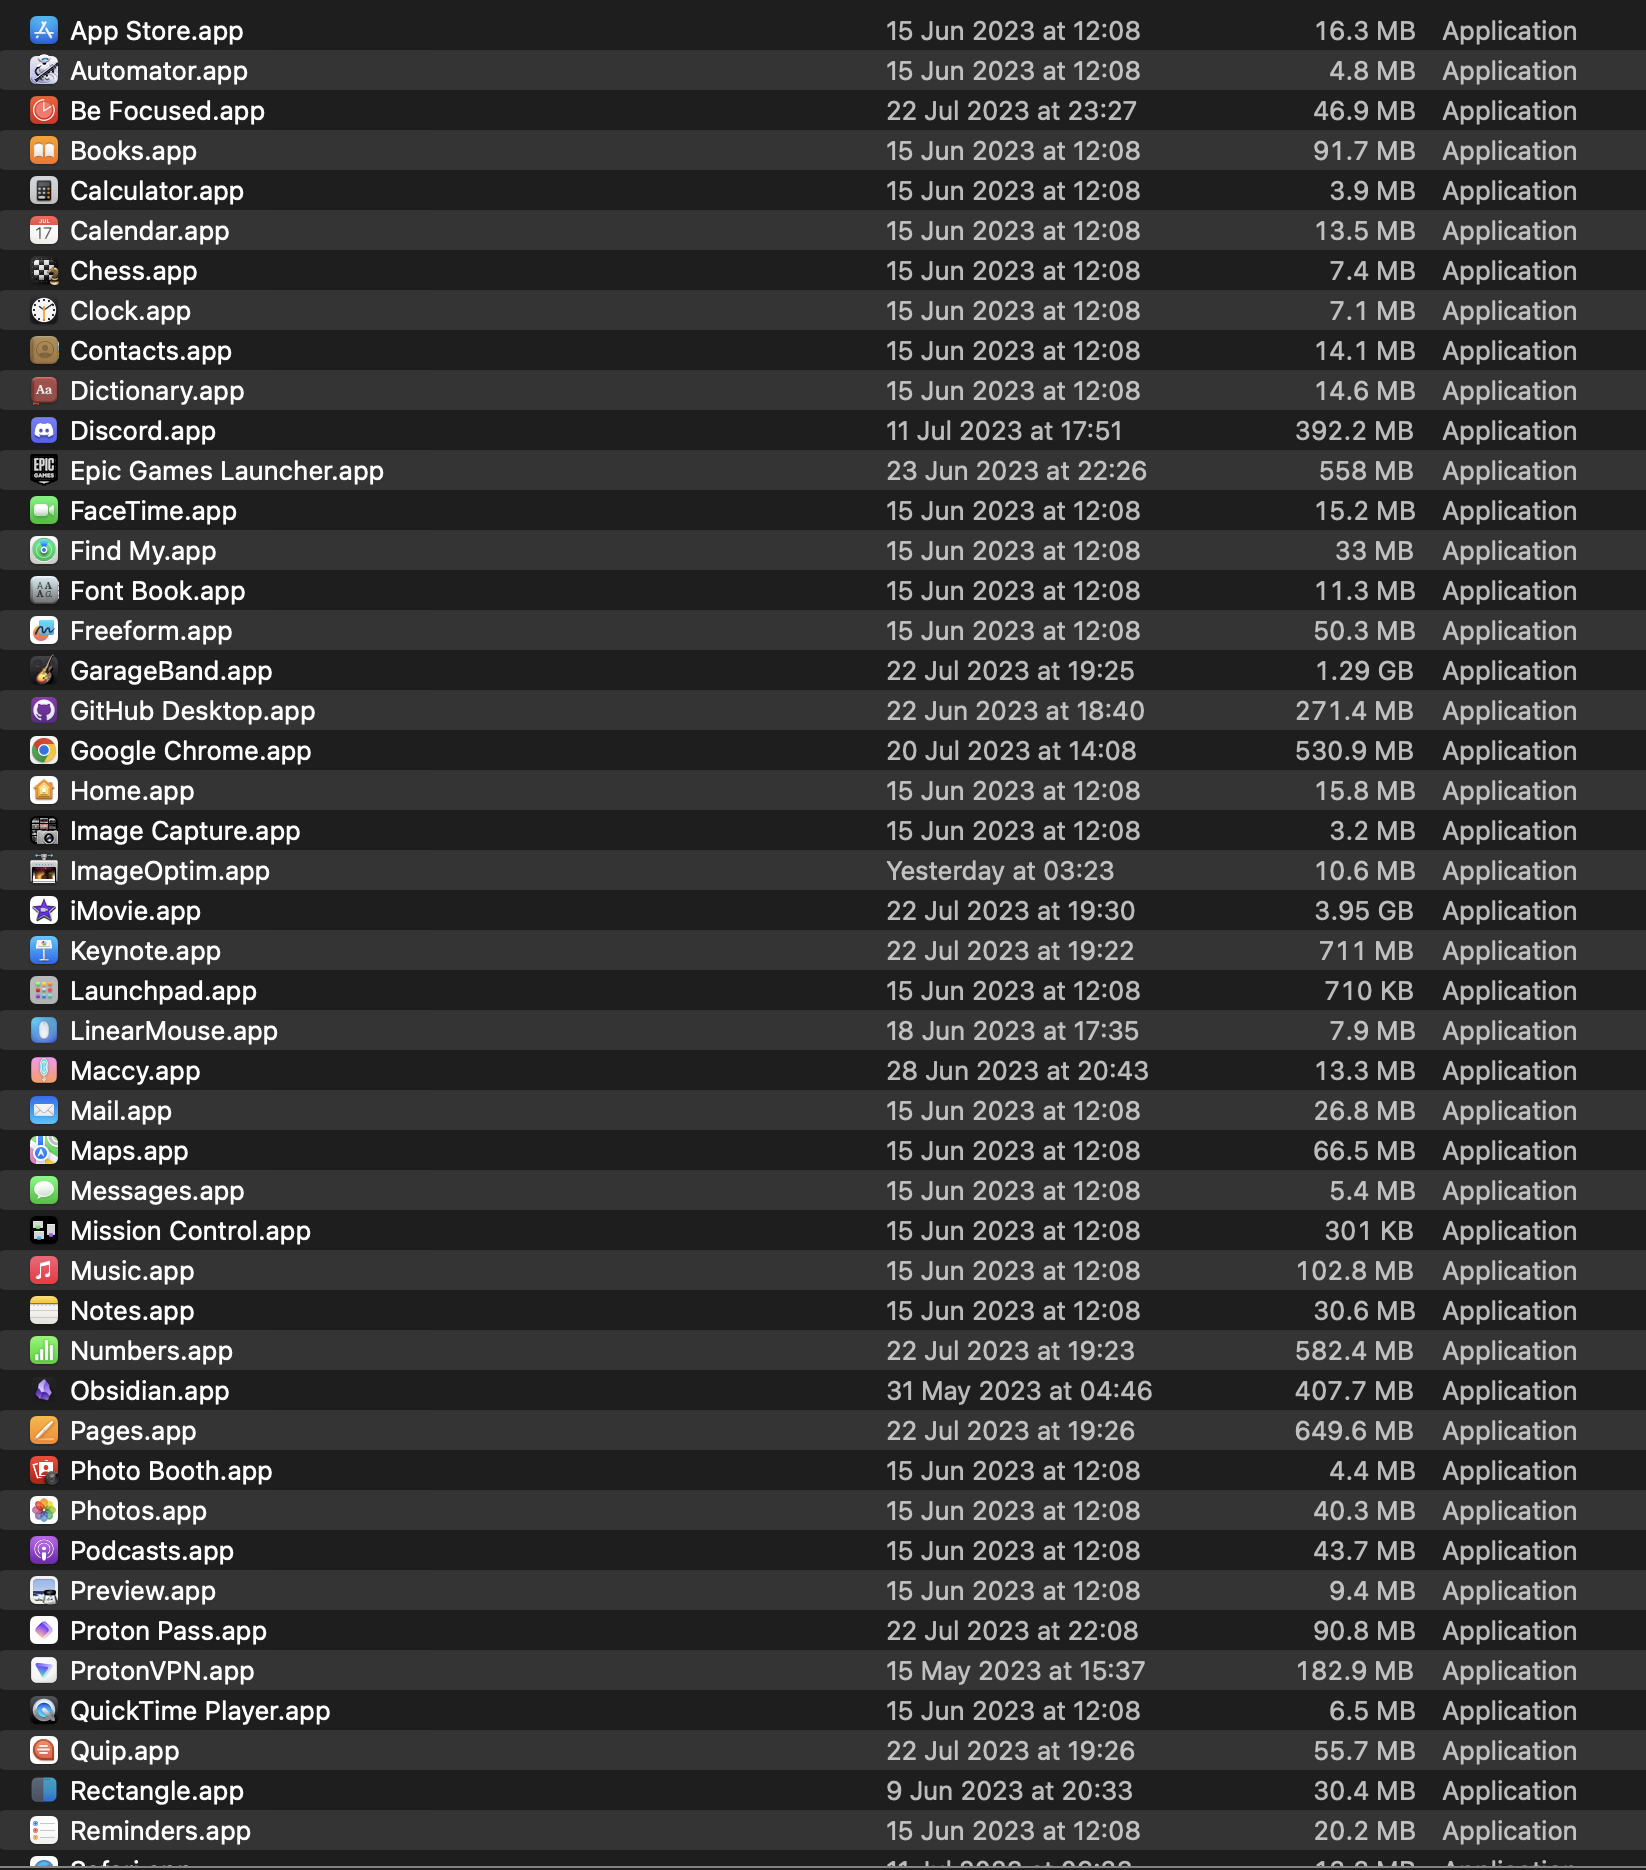 App Store.app 15 Jun 2023 at 12:08 16.3 MB Application
Automator.app 15 Jun 2023 at 12:08 4.8 MB Application
Be Focused.app 22 Jul 2023 at 23:27 46.9 MB Application
Books.app 15 Jun 2023 at 12:08 91.7 MB Application
Calculator.app 15 Jun 2023 at 12:08 3.9 MB Application
JUL
17 Calendar.app 15 Jun 2023 at 12:08 13.5 MB Application
Chess.app 15 Jun 2023 at 12:08 7.4 MB Application
Clock.app 15 Jun 2023 at 12:08 7.1 MB Application
Contacts.app 15 Jun 2023 at 12:08 14.1 MB Application
Aa Dictionary.app 15 Jun 2023 at 12:08 14.6 MB Application
Discord.app 11 Jul 2023 at 17:51 392.2 MB Application
EPIC GAMES Epic Games Launcher.app 23 Jun 2023 at 22:26 558 MB Application
FaceTime.app 15 Jun 2023 at 12:08 15.2 MB Application
Find My.app 15 Jun 2023 at 12:08 33 MB Application
Font Book.app 15 Jun 2023 at 12:08 11.3 MB Application
Freeform.app 15 Jun 2023 at 12:08 50.3 MB Application
GarageBand.app 22 Jul 2023 at 19:25 1.29 GB Application
GitHub Desktop.app 22 Jun 2023 at 18:40 271.4 MB Application
Google Chrome.app 20 Jul 2023 at 14:08 530.9 MB Application
Home.app 15 Jun 2023 at 12:08 15.8 MB Application
Image Capture.app 15 Jun 2023 at 12:08 3.2 MB Application
ImageOptim.app Yesterday at 03:23 10.6 MB Application
iMovie.app 22 Jul 2023 at 19:30 3.95 GB Application
Keynote.app 22 Jul 2023 at 19:22 711 MB Application
Launchpad.app 15 Jun 2023 at 12:08 710 KB Application
LinearMouse.app 18 Jun 2023 at 17:35 7.9 MB Application
Maccy.app 28 Jun 2023 at 20:43 13.3 MB Application
Mail.app 15 Jun 2023 at 12:08 26.8 MB Application
Maps.app 15 Jun 2023 at 12:08 66.5 MB Application
Messages.app 15 Jun 2023 at 12:08 5.4 MB Application
Mission Control.app 15 Jun 2023 at 12:08 301 KB Application
Music.app 15 Jun 2023 at 12:08 102.8 MB Application
Notes.app 15 Jun 2023 at 12:08 30.6 MB Application
Numbers.app 22 Jul 2023 at 19:23 582.4 MB Application
Obsidian.app 31 May 2023 at 04:46 407.7 MB Application
Pages.app 22 Jul 2023 at 19:26 649.6 MB Application
Photo Booth.app 15 Jun 2023 at 12:08 4.4 MB Application
Photos.app 15 Jun 2023 at 12:08 40.3 MB Application
Podcasts.app 15 Jun 2023 at 12:08 43.7 MB Application
Preview.app 15 Jun 2023 at 12:08 9.4 MB Application
Proton Pass.app 22 Jul 2023 at 22:08 90.8 MB Application
ProtonVPN.app 15 May 2023 at 15:37 182.9 MB Application
QuickTime Player.app 15 Jun 2023 at 12:08 6.5 MB Application
Quip.app 22 Jul 2023 at 19:26 55.7 MB Application
Rectangle.app 9 Jun 2023 at 20:33 30.4 MB Application
Reminders.app 15 Jun 2023 at 12:08 20.2 MB Application